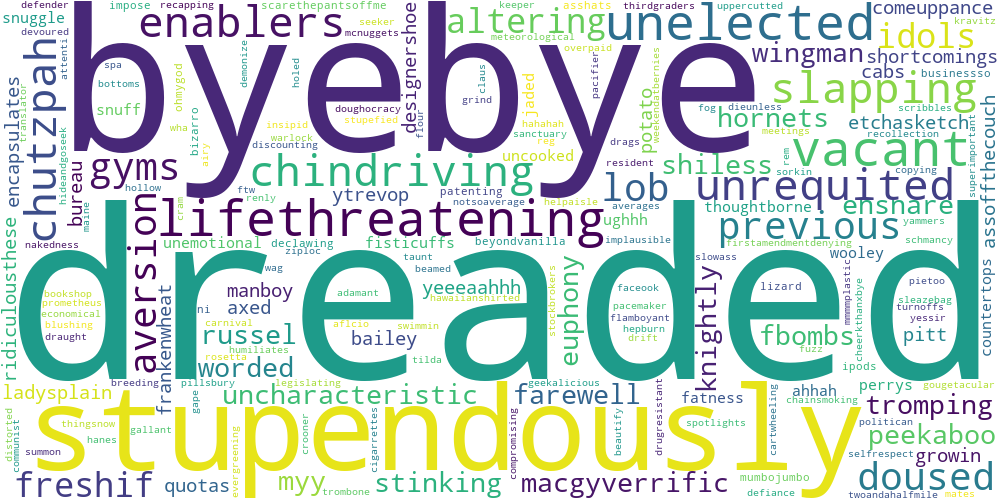 defender
impose
recapping
scarethepantsoffme
keeper
asshats
thirdgraders
uppercutted
kravitz
snuggle
devoured
enablers
mcnuggets
seeker
altering
unelected
comeuppance
idols
byebye
designershoe
meteorological
overpaid
wingman
shortcomings
attenti
chutzpah
spa
bottoms
ohmygod
demonize
holed
claus
pacifier
cabs
businessso
slapping
encapsulates
translator
snuff
bizarro
doughocracy
grind
jaded
potato
weekendatbernies
fog
dieunless
scribbles
wha
insipid
stupefied
flour
hahahah
sanctuary
hornets
etchasketch
hideandgoseek
airy
warlock
discounting
reg
drags
meetings
recollection
superimportant
bureau
gyms
chindriving
uncooked
resident
shiless
rem
sorkin
vacant
copying
assoffthecouch
hollow
ftw
renly
ytrevop
patenting
notsoaverage
helpaisle
lob
unrequited
maine
cram
lifethreatening
averages
ughhh
thoughtborne
enshare
yammers
ridiculousthese
nakedness
aversion
unemotional
declawing
ziploc
fisticuffs
beyondvanilla
implausible
previous
firstamendmentdenying
schmancy
wooley
dreaded
wag
taunt
beamed
slowass
countertops
bookshop
prometheus
economical
blushing
draught
frankenwheat
ni
manboy
axed
adamant
yeeeaahhh
hawaiianshirted
stockbrokers
euphony
faceook
pacemaker
flamboyant
hepburn
drift
knightly
lizard
mmmmplastic
cheerkthanxbye
pietoo
sleazebag
turnoffs
yessir
carnival
russel
humiliates
rosetta
aflcio
swimmin
bailey
tilda
fbombs
fuzz
pitt
worded
ipods
gougetacular
ladysplain
breeding
pillsbury
legislating
geekalicious
fatness
ahhah
perrys
distorted
communist
thingsnow
hanes
gallant
gape
uncharacteristic
farewell
drugresistant
spotlights
cartwheeling
chainsmoking
tromping
politican
summon
stupendously
evergreening
crooner
cigarrettes
compromising
beautify
peekaboo
selfrespect
growin
freshif
quotas
myy
trombone
stinking
macgyverrific
mumbojumbo
defiance
doused
twoandahalfmile
mates